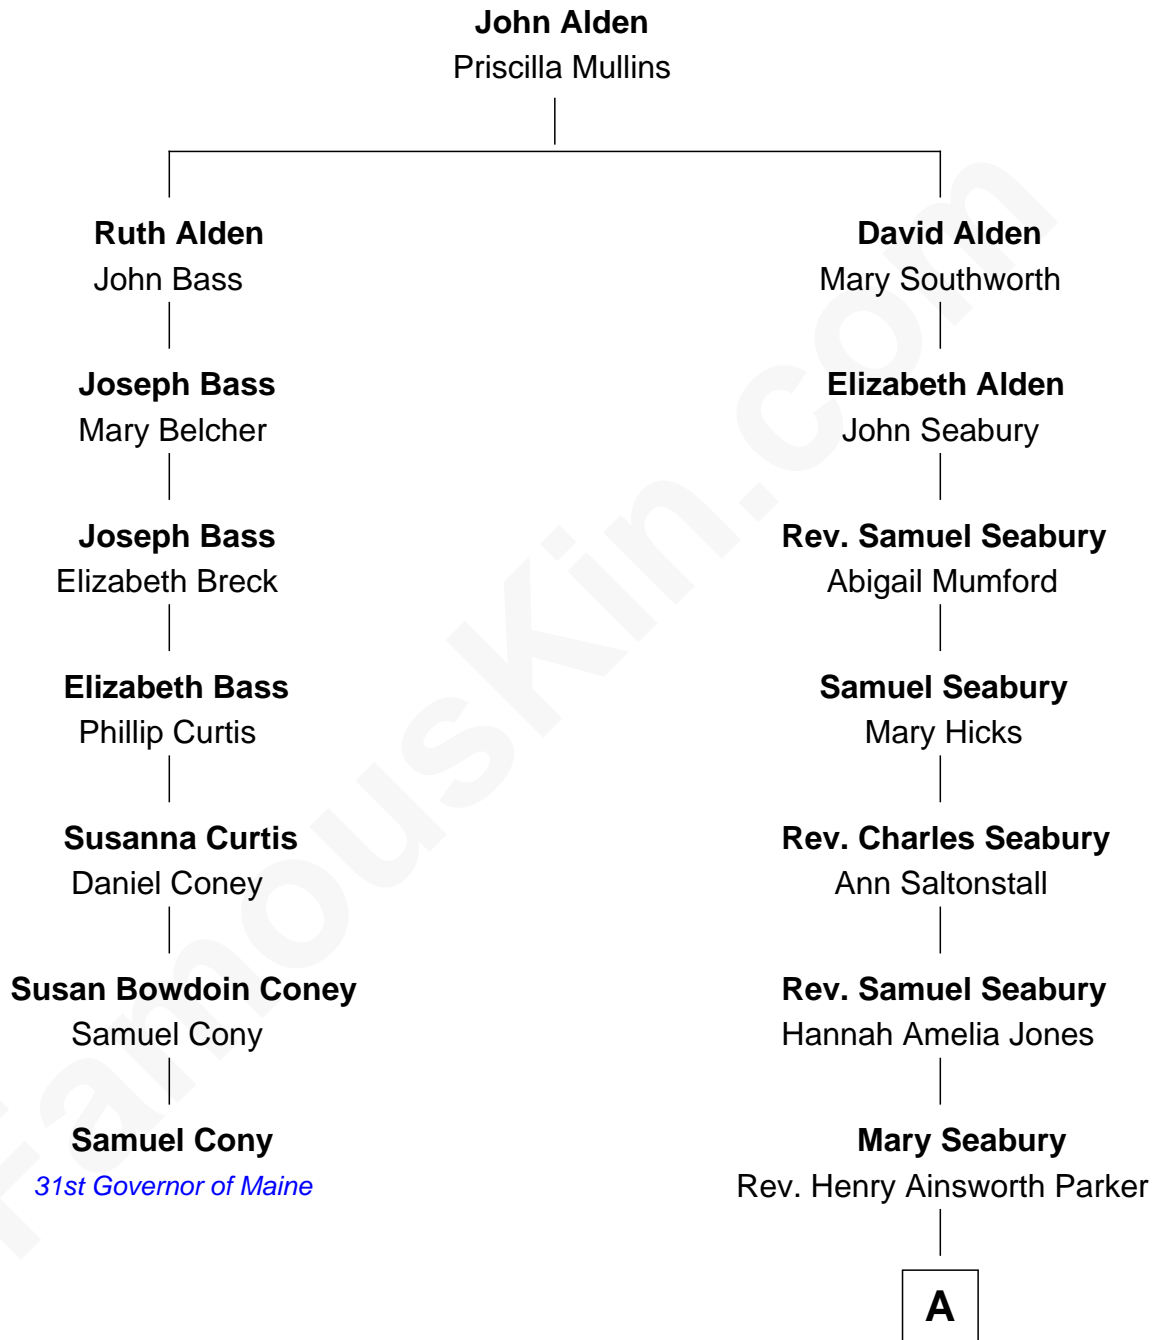 John Alden
Priscilla Mullins
Ruth Alden
John Bass
David Alden
Mary Southworth
Joseph Bass
Mary Belcher
Elizabeth Alden
John Seabury
Joseph Bass
Elizabeth Breck
Rev. Samuel Seabury
Abigail Mumford
Elizabeth Bass
Phillip Curtis
Samuel Seabury
Mary Hicks
Susanna Curtis
Daniel Coney
Rev. Charles Seabury
Ann Saltonstall
Susan Bowdoin Coney
Samuel Cony
Rev. Samuel Seabury
Hannah Amelia Jones
Samuel Cony
31st Governor of Maine
Mary Seabury
Rev. Henry Ainsworth Parker
A
FamousKin.com